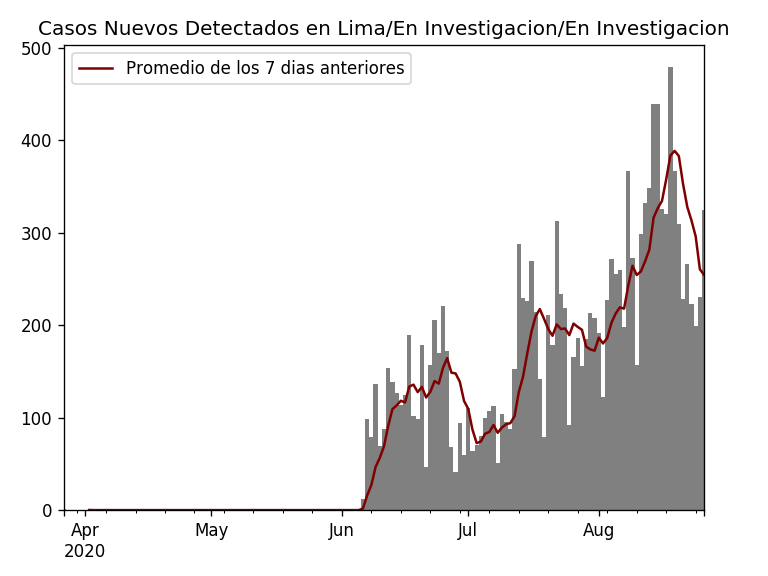 Casos Nuevos Detectados en Lima/En Investigacion/En Investigacion
Promedio de los 7 dias anteriores
500
400
300
200
100
0
Apr May Jun Jul Aug
2020